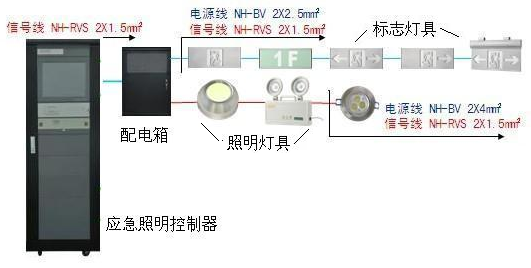 信号线 NH-RVS 2X1.5m㎡
电源线 NH-BV 2X2.5m㎡
信号线 NH-RVS 2X1.5m㎡
标志灯具
1F
配电箱
照明灯具
电源线 NH-BV 2X4m㎡
信号线 NH-RVS 2X1.5m㎡
应急照明控制器